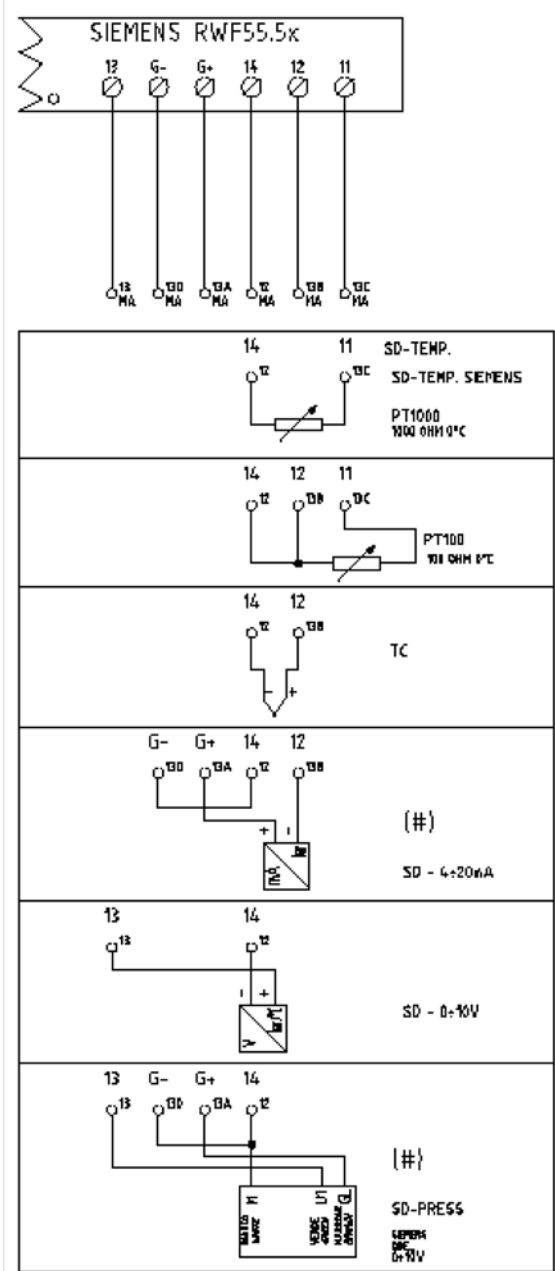 SIEMENS RWF55.5x
13 G- G+ 14 12 11
13 13D 13A 12 13B 13C
MA MA MA MA MA MA
14 11 SD-TEMP.
12 13C SD-TEMP. SIEMENS
PT1000
1000 OHM 0°C
14 12 11
12 13B 13C
PT100
100 OHM 0°C
14 12
12 13B
TC
- +
G- G+ 14 12
13D 13A 12 13B
(#)
+ -
mA
SD - 4÷20mA
13 14
13 12
- +
SD - 0÷10V
V
13 G- G+ 14
13 13D 13A 12
(#)
M U1
SD-PRESS
VERDE
SIEMENS
0÷10V